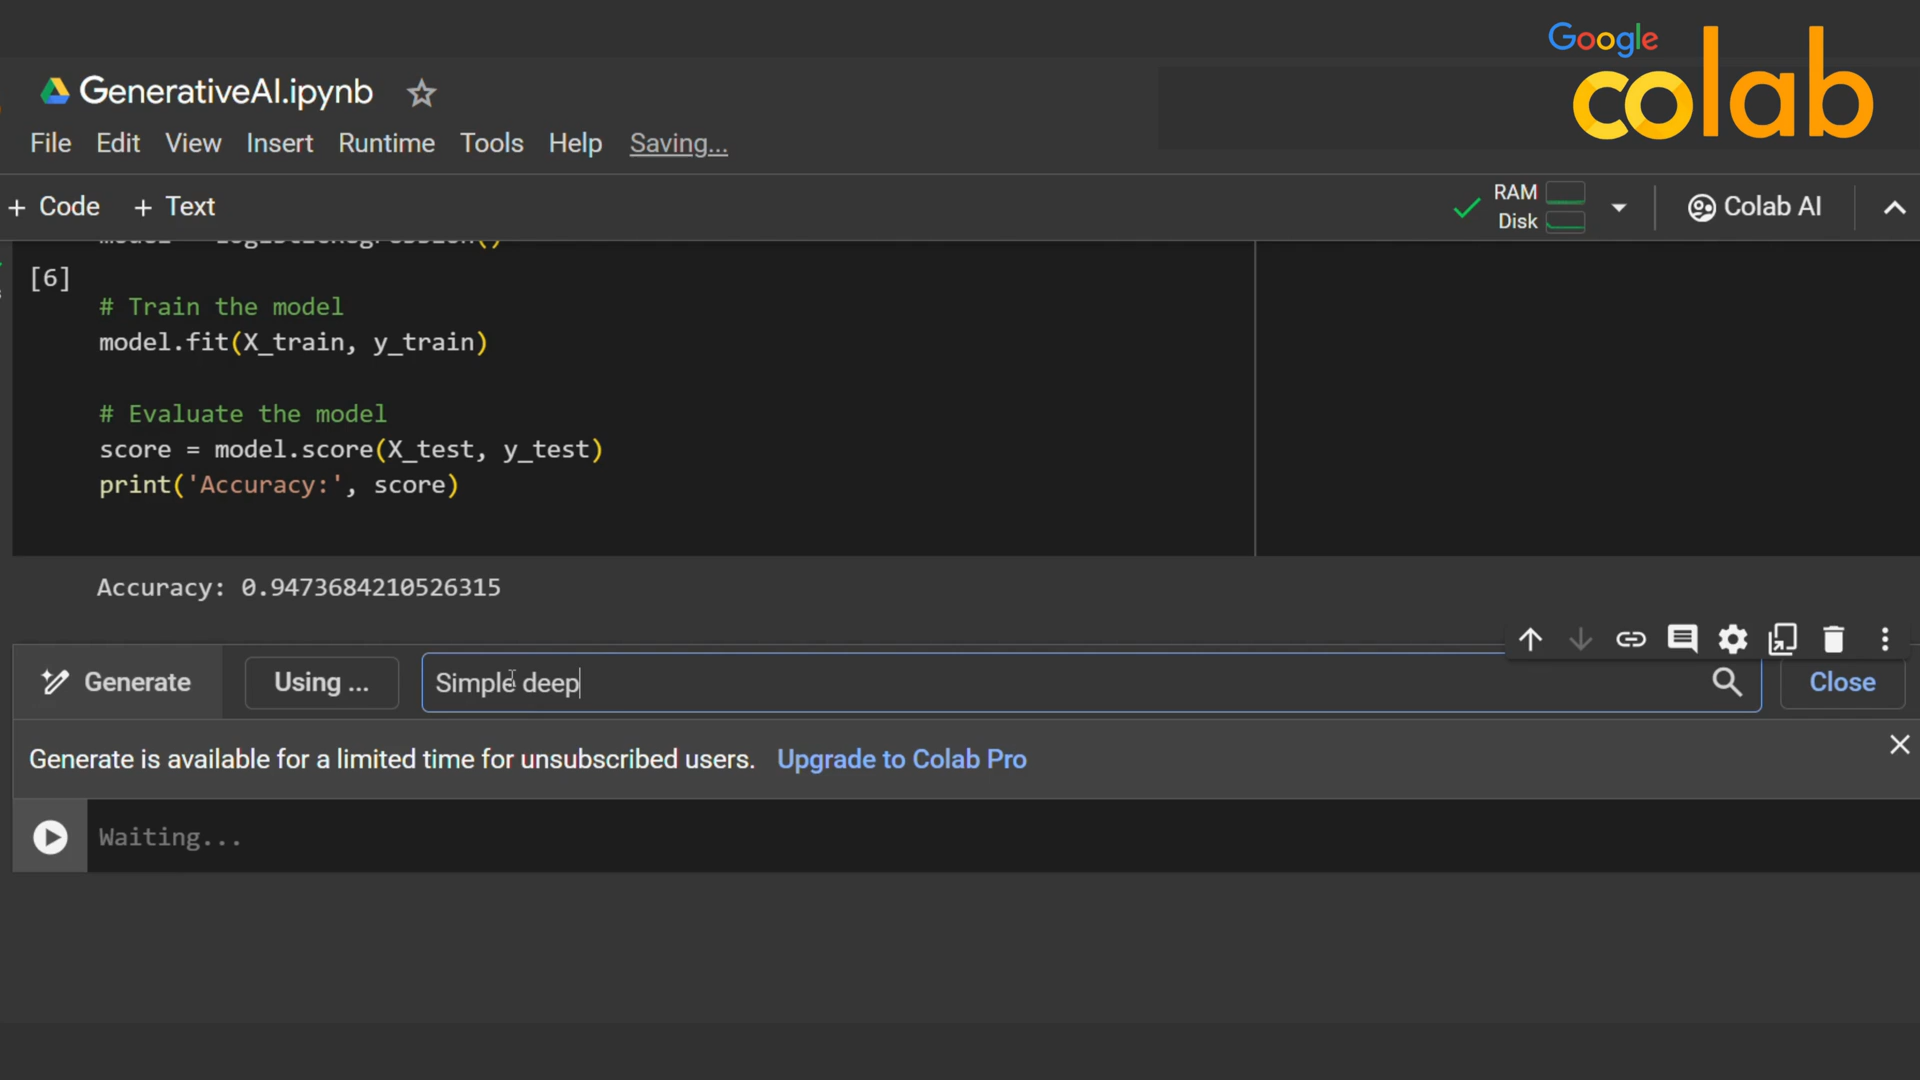 Google
colab
GenerativeAI.ipynb
File Edit View Insert Runtime Tools Help Saving...
+ Code + Text
RAM
Disk
Colab AI
[6]
# Train the model
model.fit(X_train, y_train)
# Evaluate the model
score = model.score(X_test, y_test)
print('Accuracy:', score)
Accuracy: 0.9473684210526315
Generate Using ... Simple deep Close
Generate is available for a limited time for unsubscribed users. Upgrade to Colab Pro
Waiting...